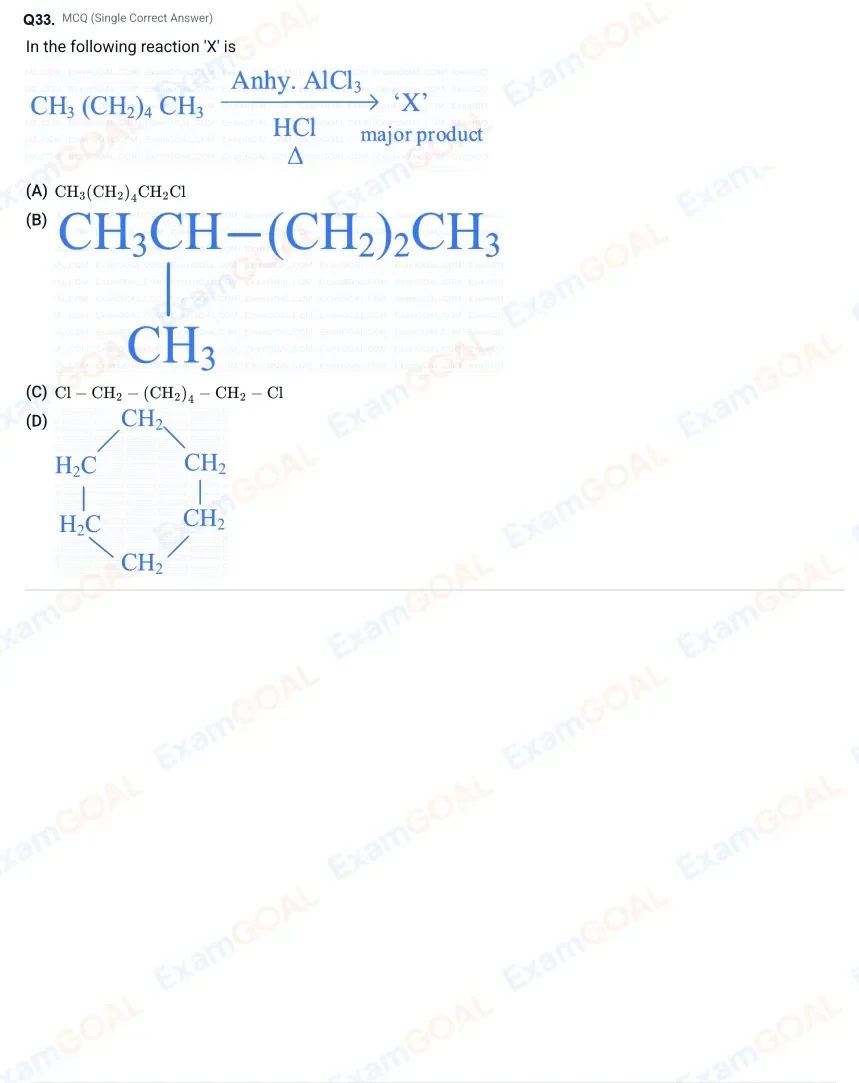 Q33. MCQ (Single Correct Answer)
In the following reaction 'X' is
CH₃ (CH₂)₄ CH₃ Anhy. AlCl₃ HCl Δ → ‘X’ major product
(A) CH₃(CH₂)₄CH₂Cl
(B) CH₃CH–(CH₂)₂CH₃
|
CH₃
(C) Cl – CH₂ – (CH₂)₄ – CH₂ – Cl
(D)
CH₂
H₂C CH₂
H₂C CH₂
CH₂
ExamGOAL